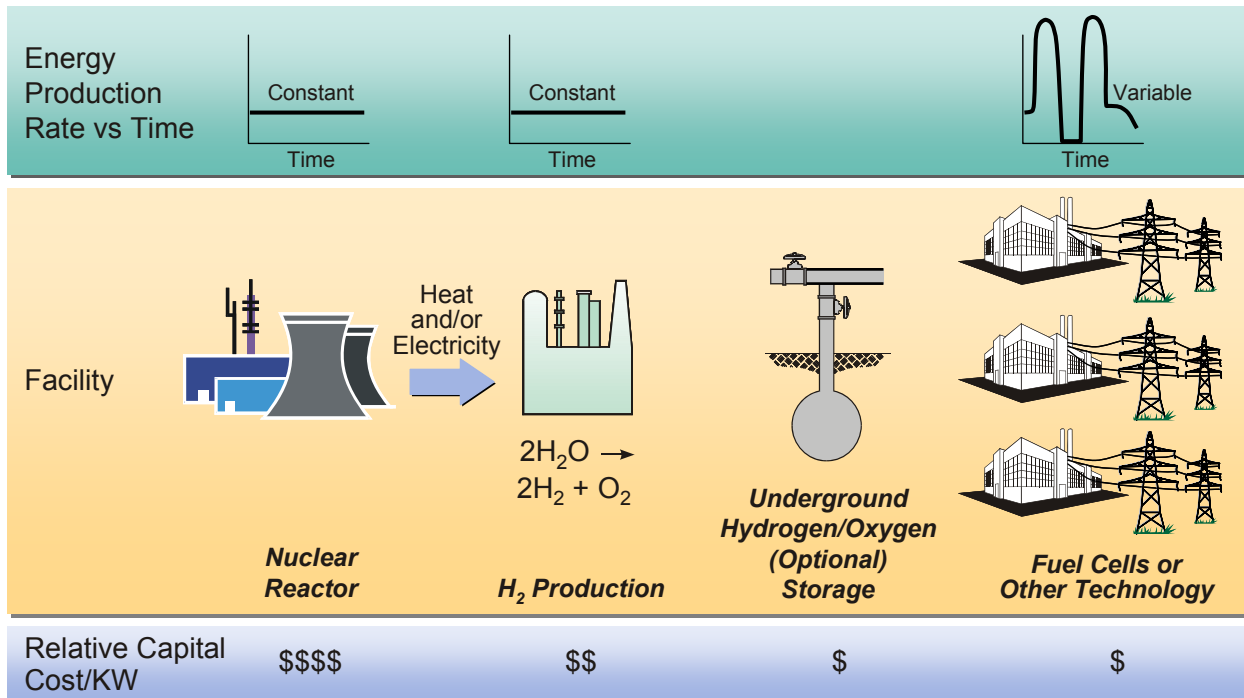 Energy
Production
Rate vs Time
Constant
Time
Constant
Time
Variable
Time
Facility
Heat
and/or
Electricity
2H₂O →
2H₂ + O₂
Nuclear
Reactor
H₂ Production
Underground
Hydrogen/Oxygen
(Optional)
Storage
Fuel Cells or
Other Technology
Relative Capital
Cost/KW
$$$$
$$
$
$